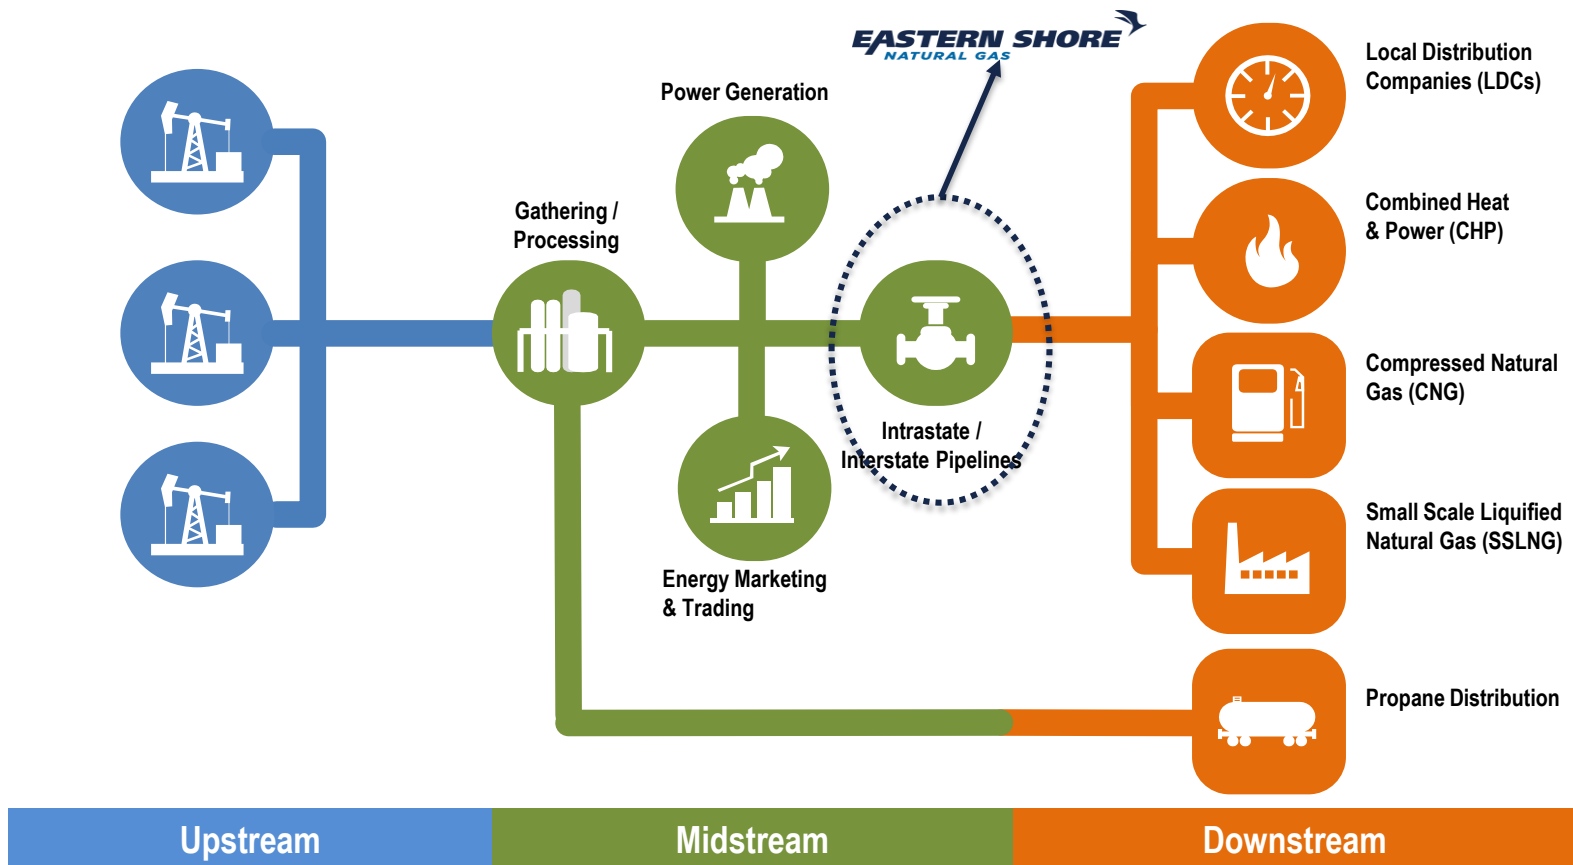 EASTERN SHORE
NATURAL GAS
Local Distribution
Companies (LDCs)
Power Generation
Combined Heat
& Power (CHP)
Gathering /
Processing
Compressed Natural
Gas (CNG)
Intrastate /
Interstate Pipelines
Small Scale Liquified
Natural Gas (SSLNG)
Energy Marketing
& Trading
Propane Distribution
Upstream
Midstream
Downstream